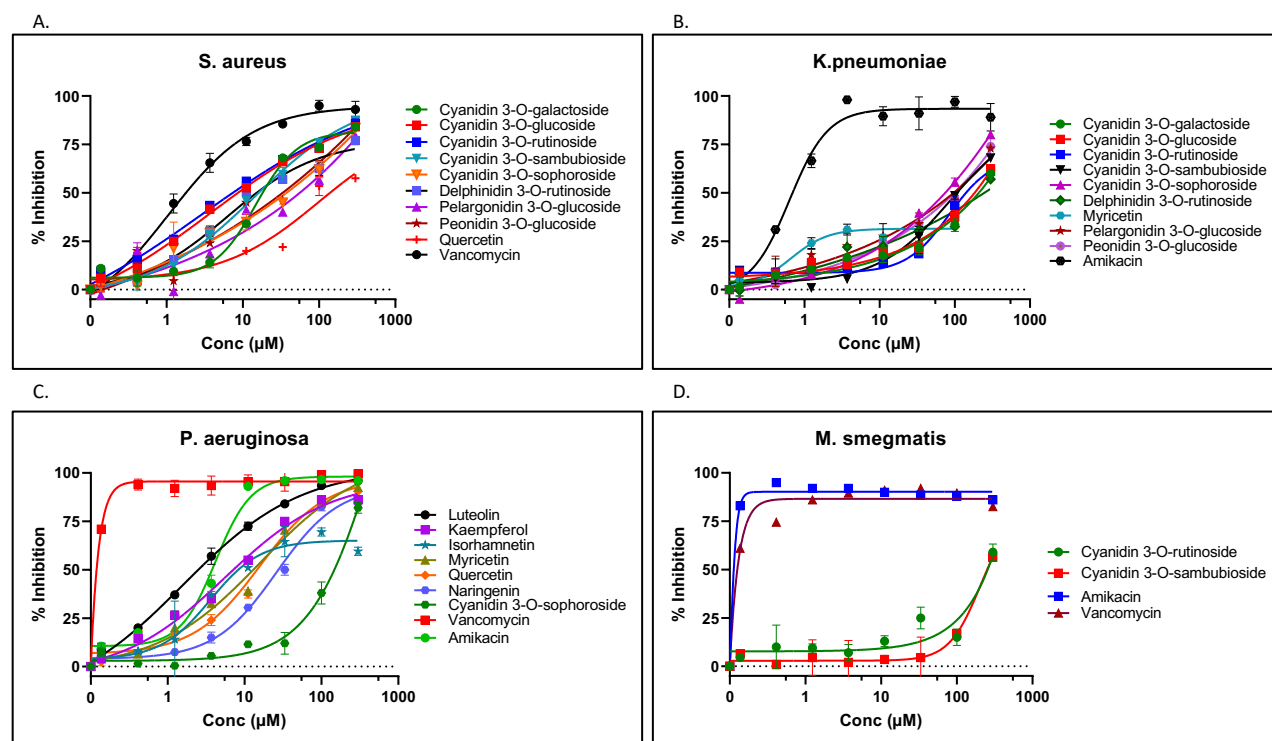 A.
S. aureus
% Inhibition
100
75
50
25
0
0
1
10
100
1000
Conc (µM)
Cyanidin 3-O-galactoside
Cyanidin 3-O-glucoside
Cyanidin 3-O-rutinoside
Cyanidin 3-O-sambubioside
Cyanidin 3-O-sophoroside
Delphinidin 3-O-rutinoside
Pelargonidin 3-O-glucoside
Peonidin 3-O-glucoside
Quercetin
Vancomycin
B.
K.pneumoniae
% Inhibition
100
75
50
25
0
0
1
10
100
1000
Conc (µM)
Cyanidin 3-O-galactoside
Cyanidin 3-O-glucoside
Cyanidin 3-O-rutinoside
Cyanidin 3-O-sambubioside
Cyanidin 3-O-sophoroside
Delphinidin 3-O-rutinoside
Myricetin
Pelargonidin 3-O-glucoside
Peonidin 3-O-glucoside
Amikacin
C.
P. aeruginosa
% Inhibition
100
75
50
25
0
0
1
10
100
1000
Conc (µM)
Luteolin
Kaempferol
Isorhamnetin
Myricetin
Quercetin
Naringenin
Cyanidin 3-O-sophoroside
Vancomycin
Amikacin
D.
M. smegmatis
% Inhibition
100
75
50
25
0
0
1
10
100
1000
Conc (µM)
Cyanidin 3-O-rutinoside
Cyanidin 3-O-sambubioside
Amikacin
Vancomycin